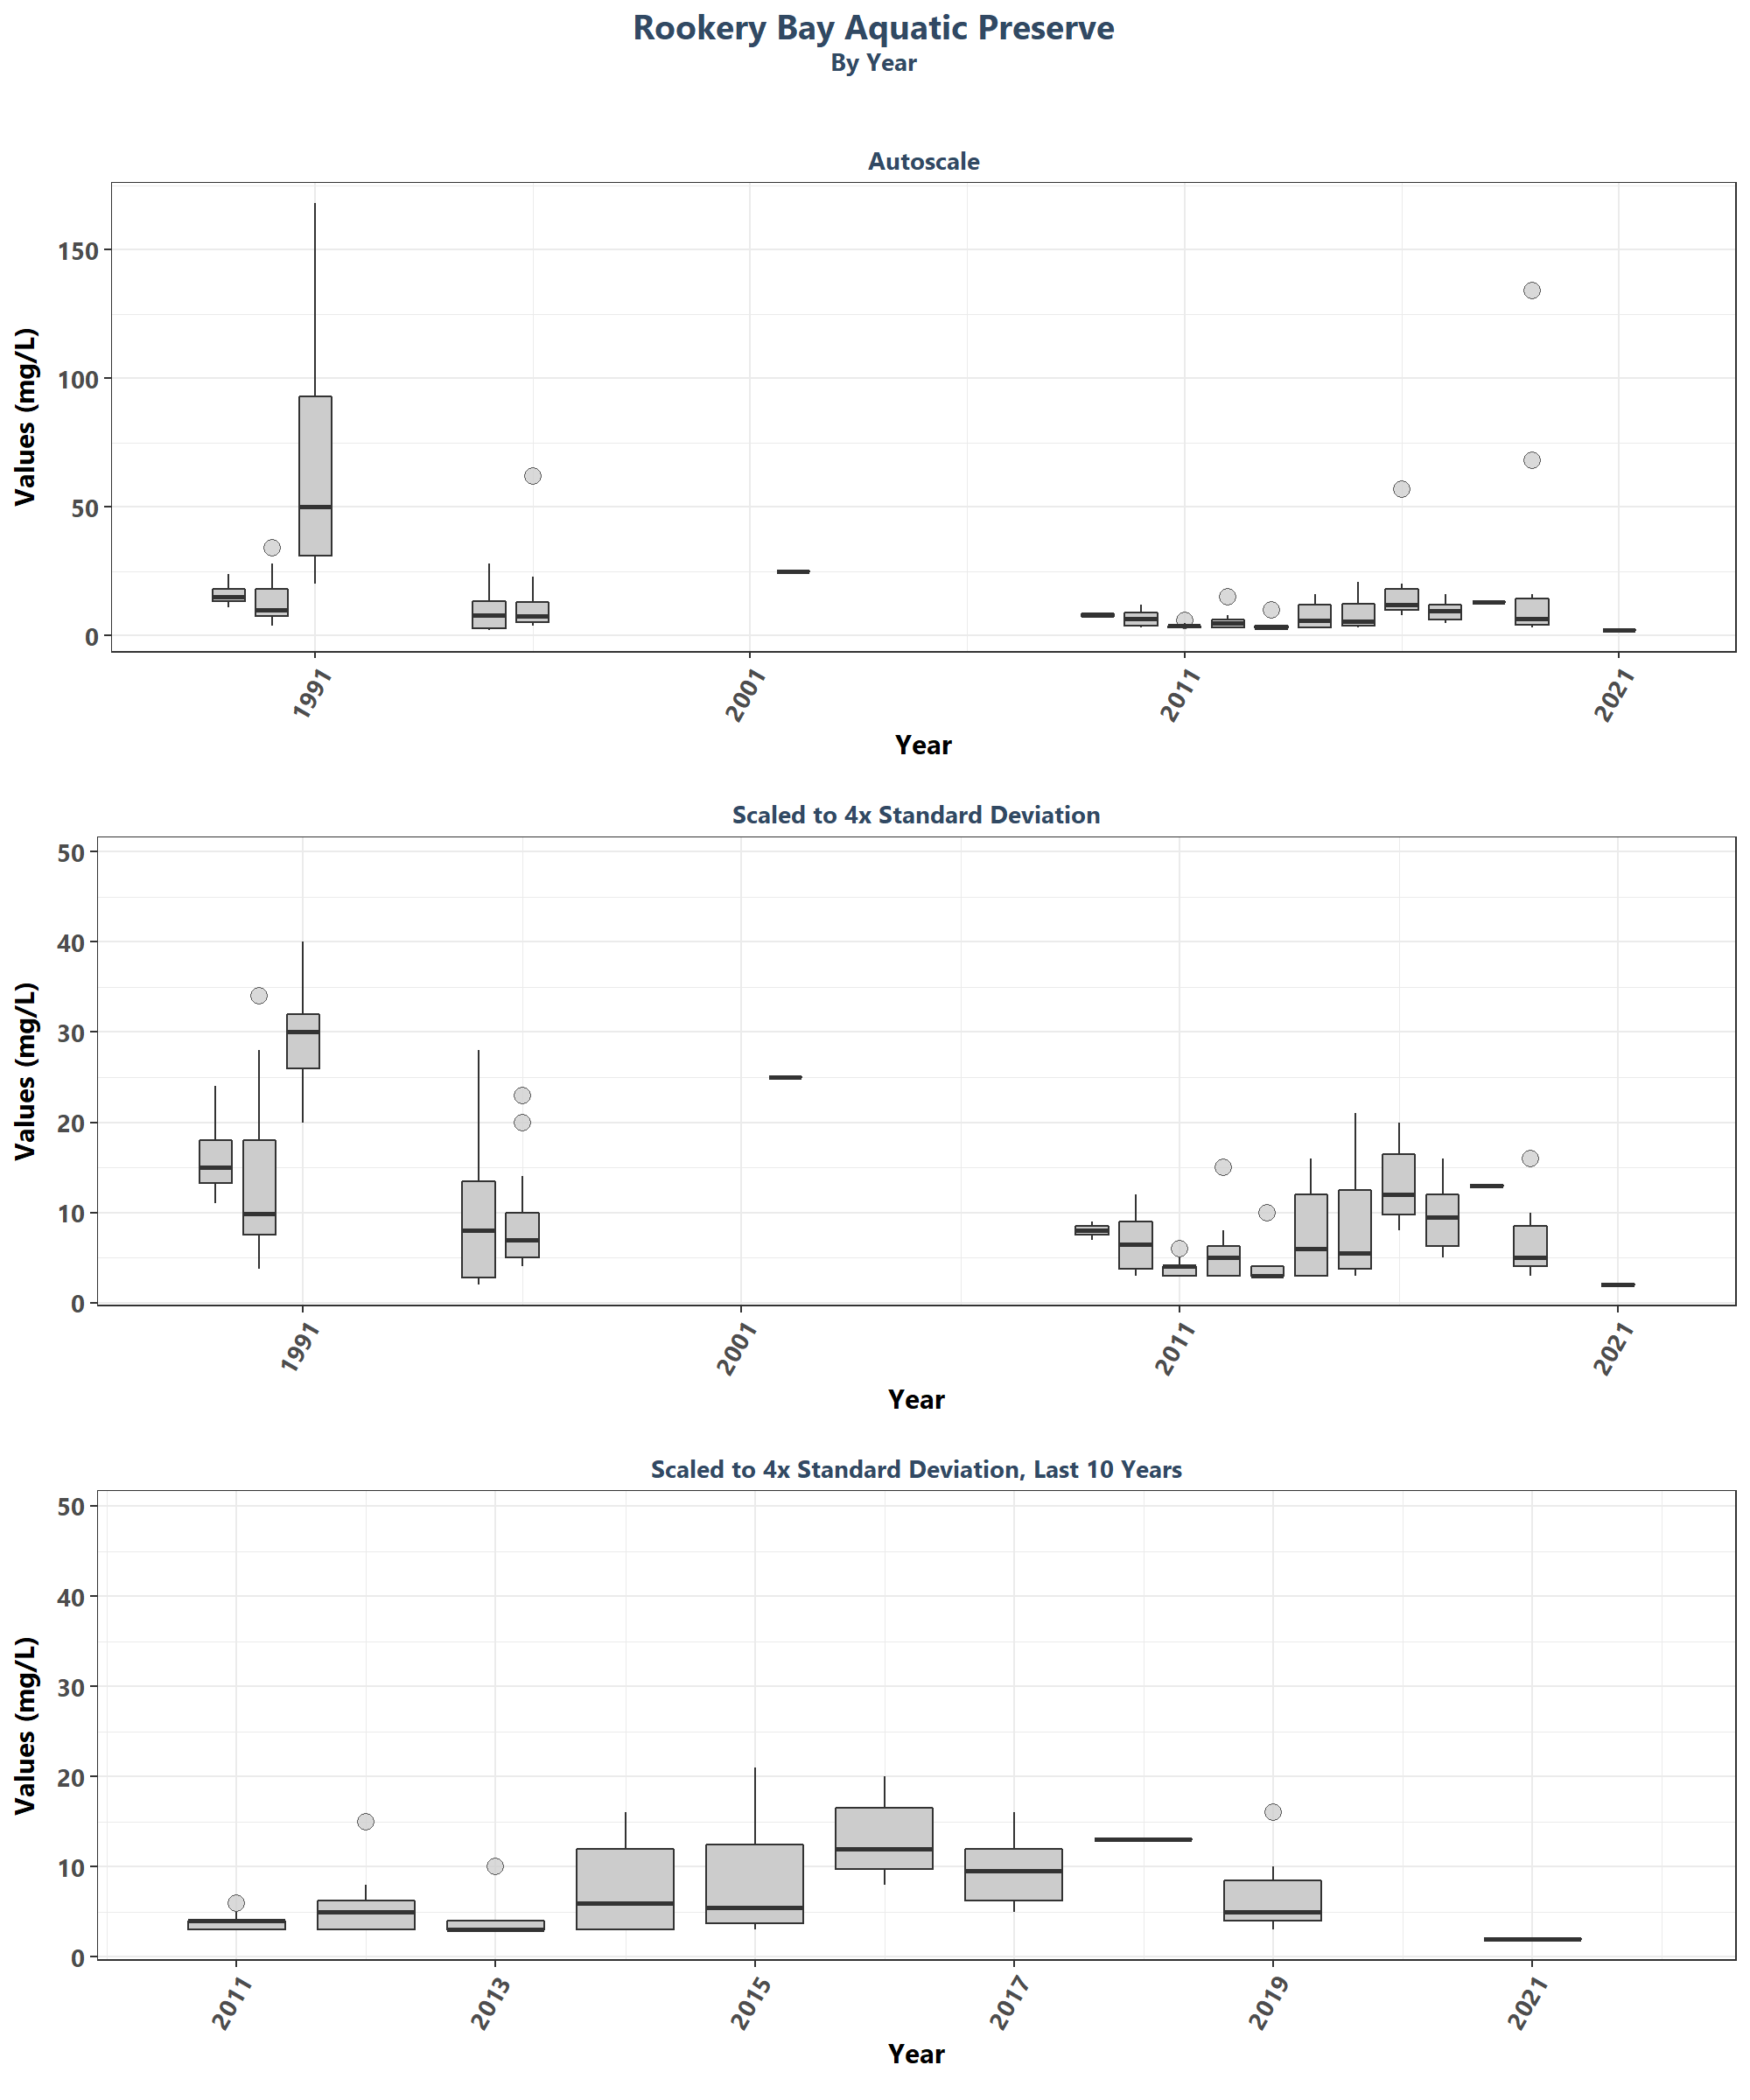 Rookery Bay Aquatic Preserve
By Year
Autoscale
Values (mg/L)
150
100
50
0
1991
2001
2011
2021
Year
Scaled to 4x Standard Deviation
Values (mg/L)
50
40
30
20
10
0
1991
2001
2011
2021
Year
Scaled to 4x Standard Deviation, Last 10 Years
Values (mg/L)
50
40
30
20
10
0
2011
2013
2015
2017
2019
2021
Year